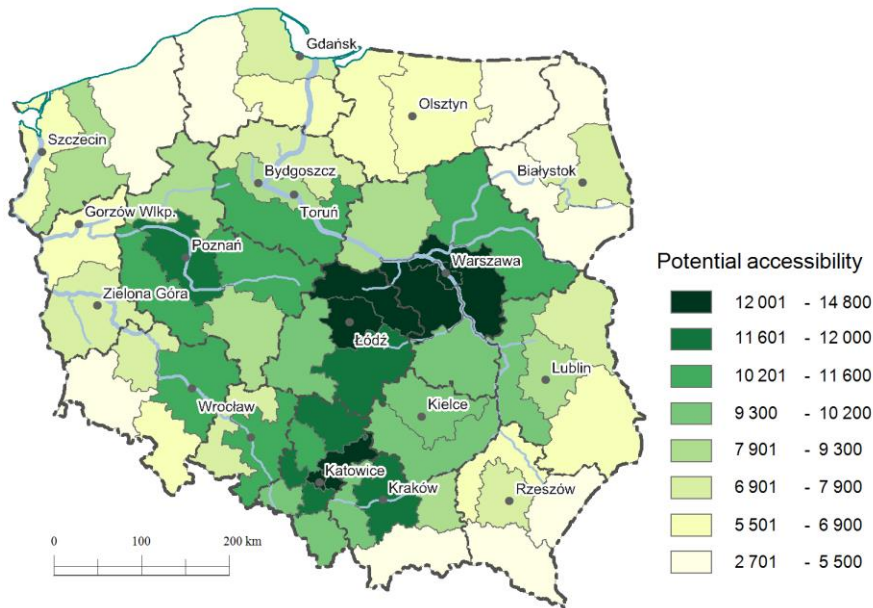 Gdańsk
Olsztyn
Szczecin
Bydgoszcz
Białystok
Toruń
Gorzów Wlkp.
Poznań
Warszawa
Zielona Góra
Łódź
Lublin
Wrocław
Kielce
Katowice
Kraków
Rzeszów
0 100 200 km
Potential accessibility
12 001 - 14 800
11 601 - 12 000
10 201 - 11 600
9 300 - 10 200
7 901 - 9 300
6 901 - 7 900
5 501 - 6 900
2 701 - 5 500